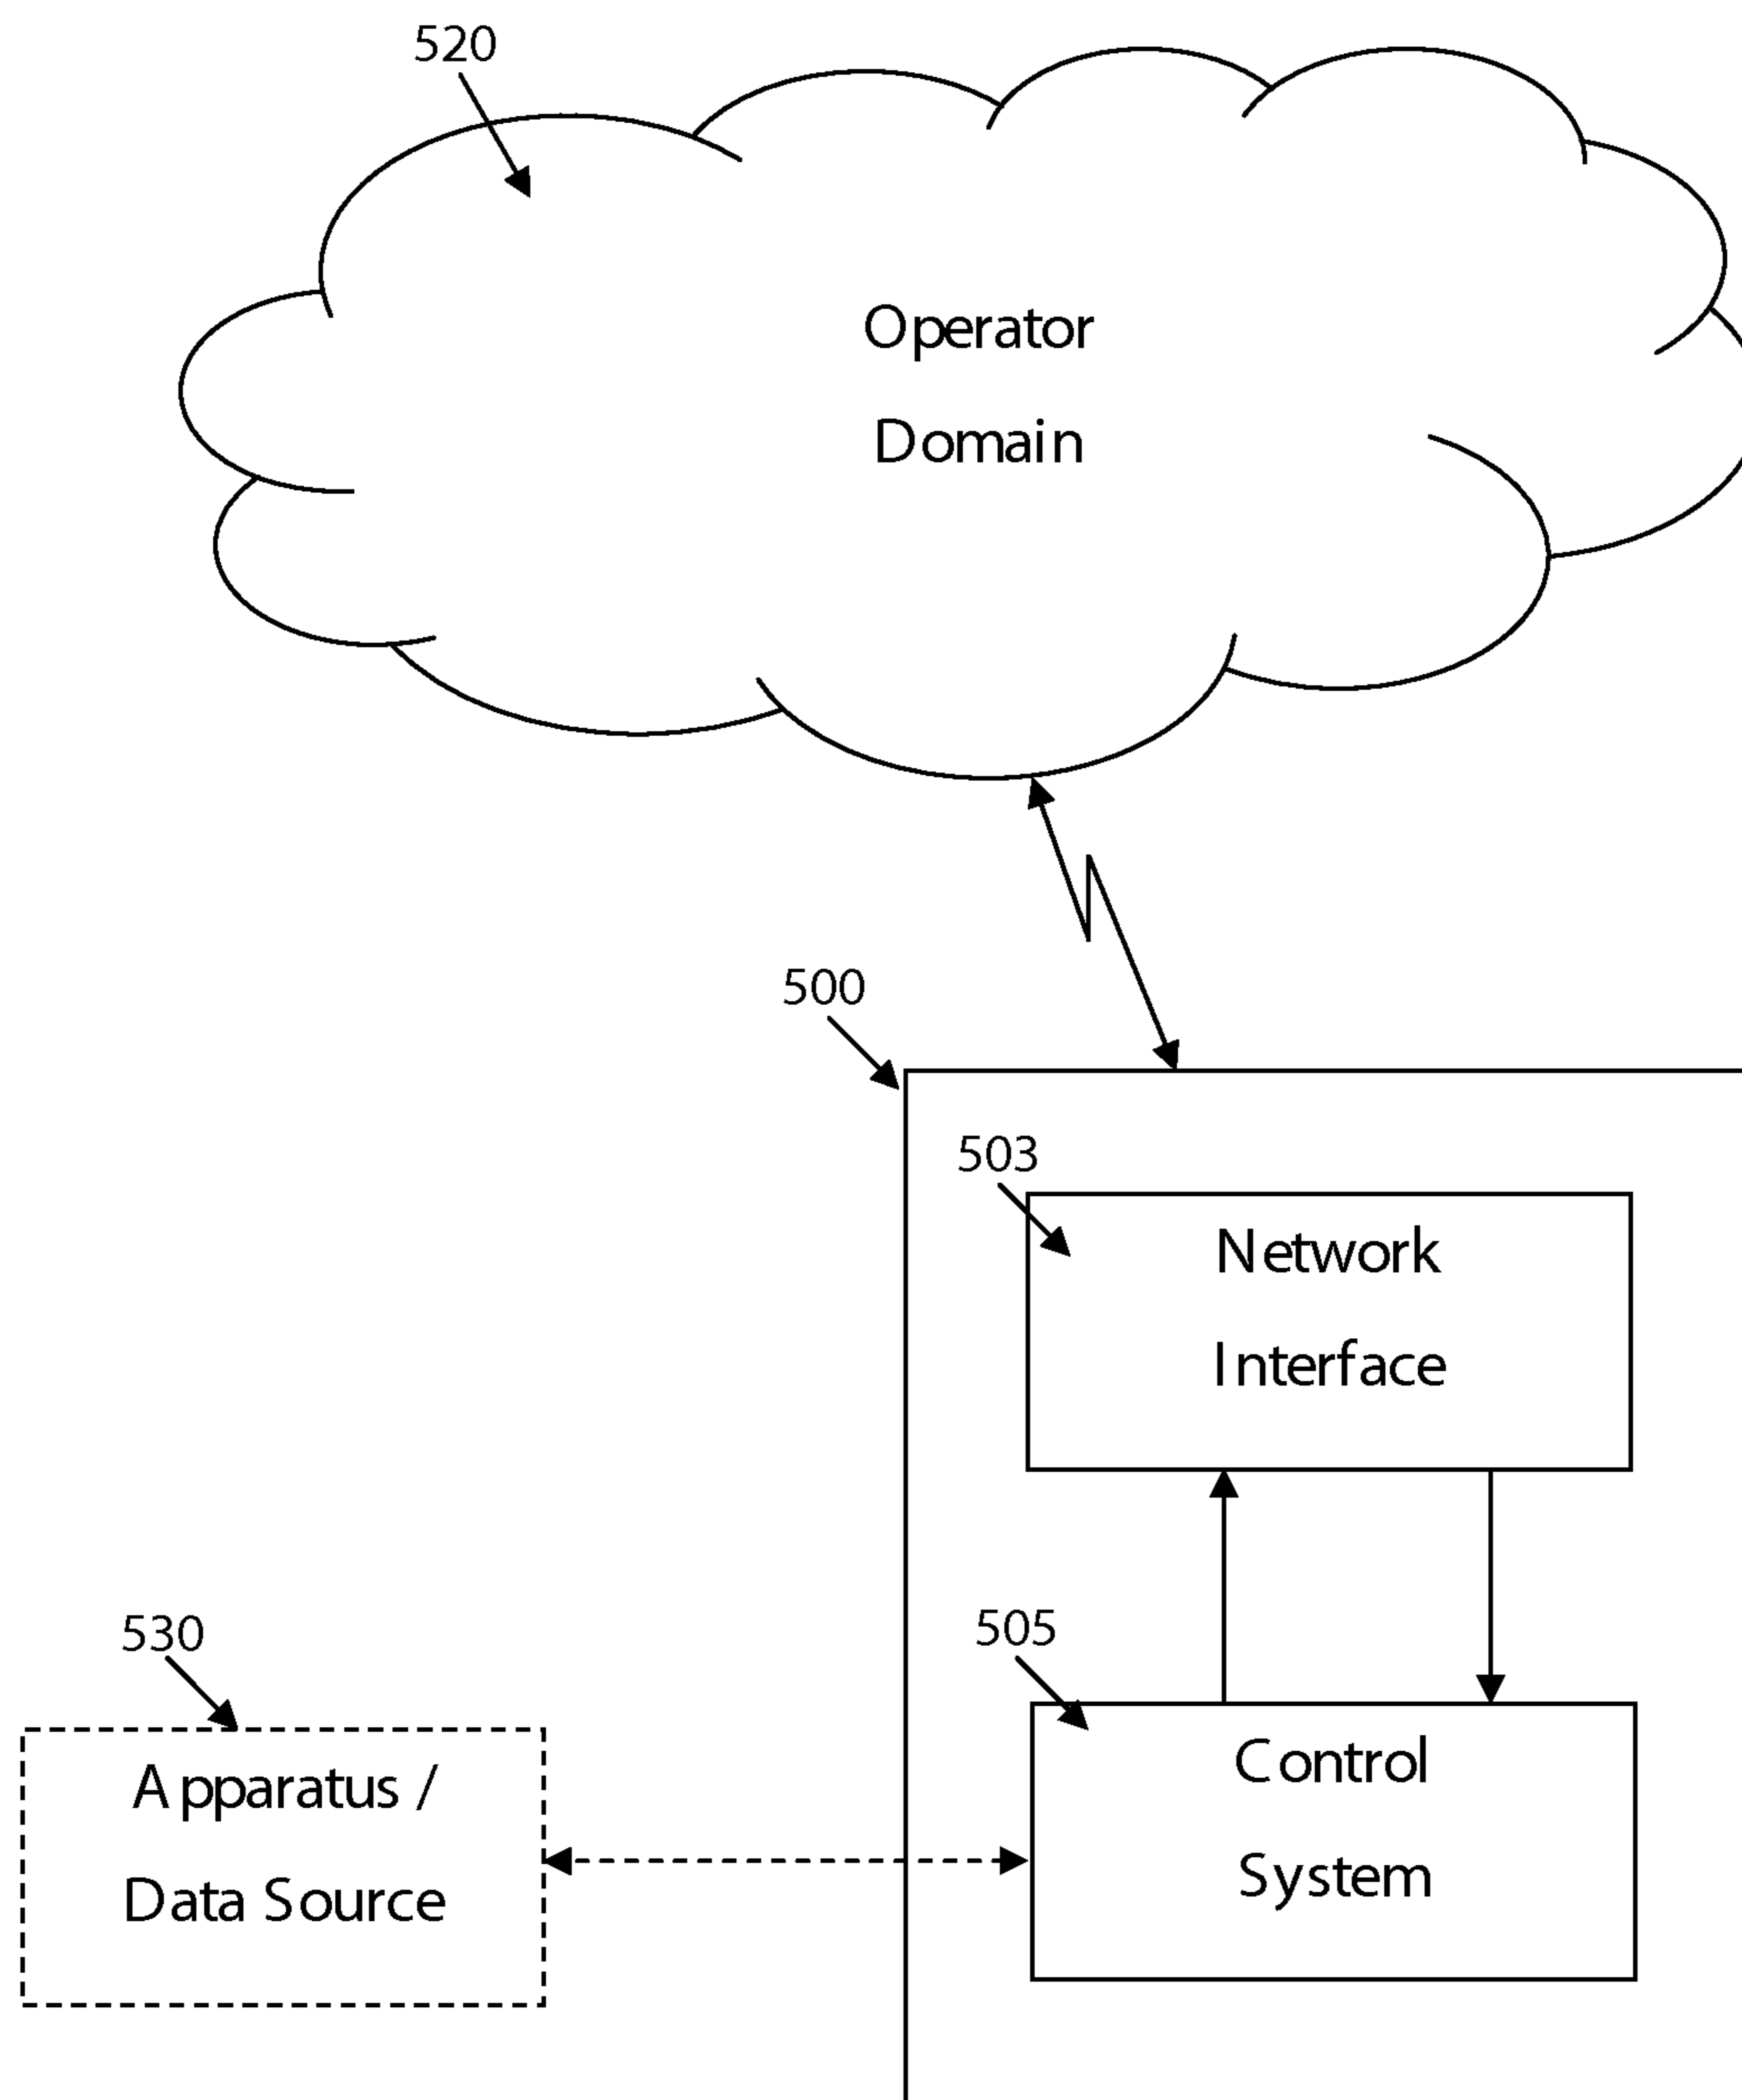 520
Operator
Domain
500
503
Network
Interface
530
505
Apparatus /
Data Source
Control
System